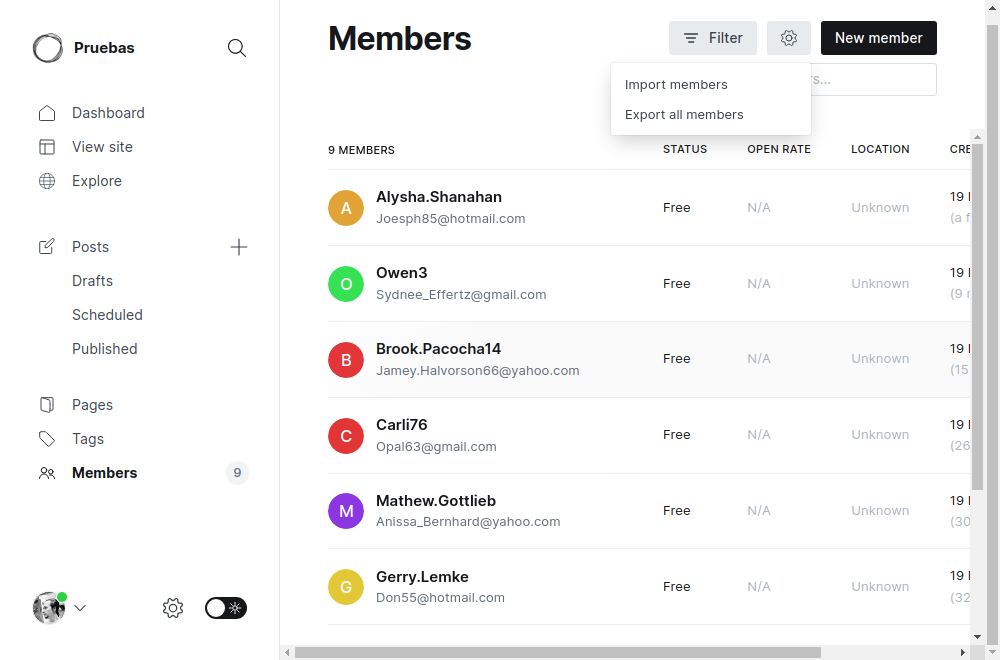 Pruebas
Dashboard
View site
Explore
Posts
Drafts
Scheduled
Published
Pages
Tags
Members
9
Members
Filter
New member
Import members
Export all members
9 MEMBERS
STATUS
OPEN RATE
LOCATION
A
Alysha.Shanahan
Joesph85@hotmail.com
Free
N/A
Unknown
19
(a
O
Owen3
Sydnee_Effertz@gmail.com
Free
N/A
Unknown
19
(9
B
Brook.Pacocha14
Jamey.Halvorson66@yahoo.com
Free
N/A
Unknown
19
(15
C
Carli76
Opal63@gmail.com
Free
N/A
Unknown
19
(26
M
Mathew.Gottlieb
Anissa_Bernhard@yahoo.com
Free
N/A
Unknown
19
(30
G
Gerry.Lemke
Don55@hotmail.com
Free
N/A
Unknown
19
(32